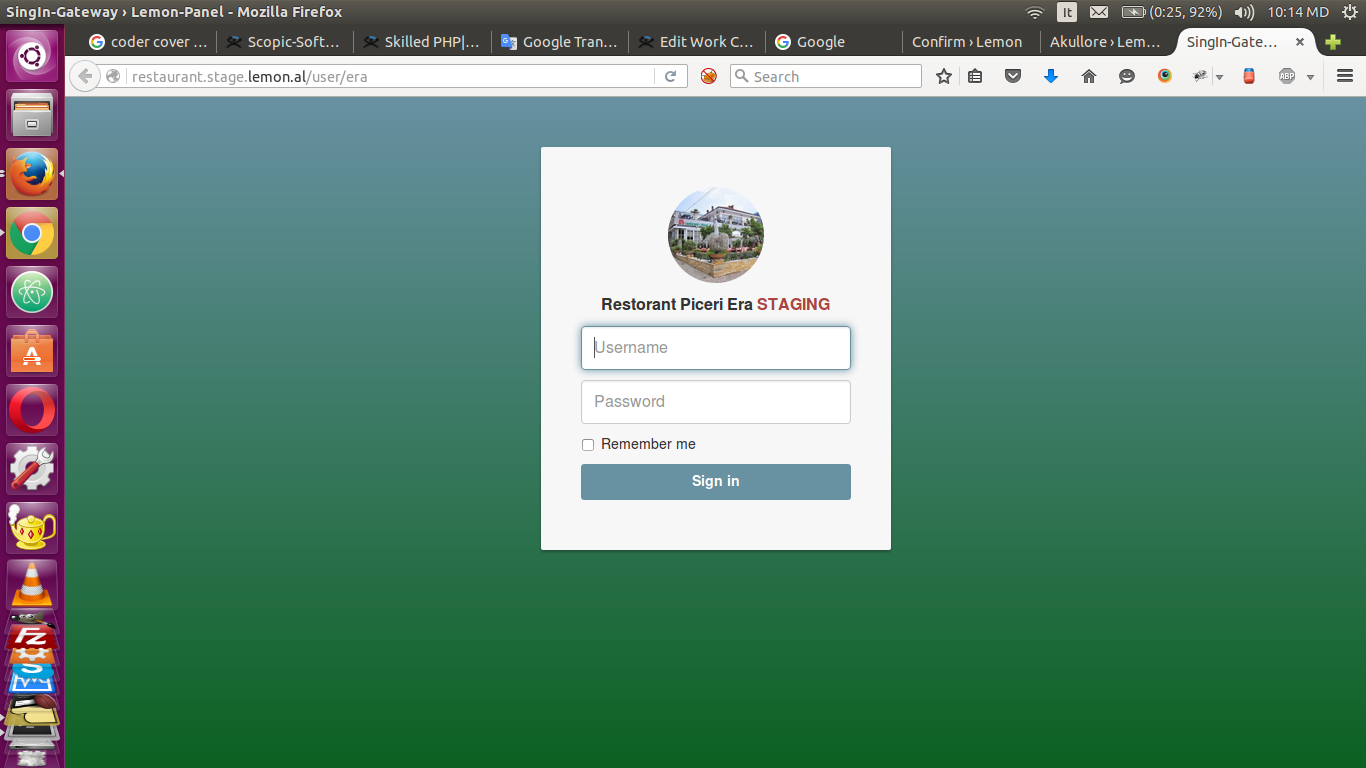 SingIn-Gateway › Lemon-Panel - Mozilla Firefox
It
(0:25, 92%)
10:14 MD
coder cover ...
Scopic-Soft...
Skilled PHP|...
Google Tran...
Edit Work C...
Google
Confirm › Lemon
Akullore › Lem...
SingIn-Gate...
restaurant.stage.lemon.al/user/era
Search
ABP
Restorant Piceri Era STAGING
Username
Password
Remember me
Sign in
Fz
S